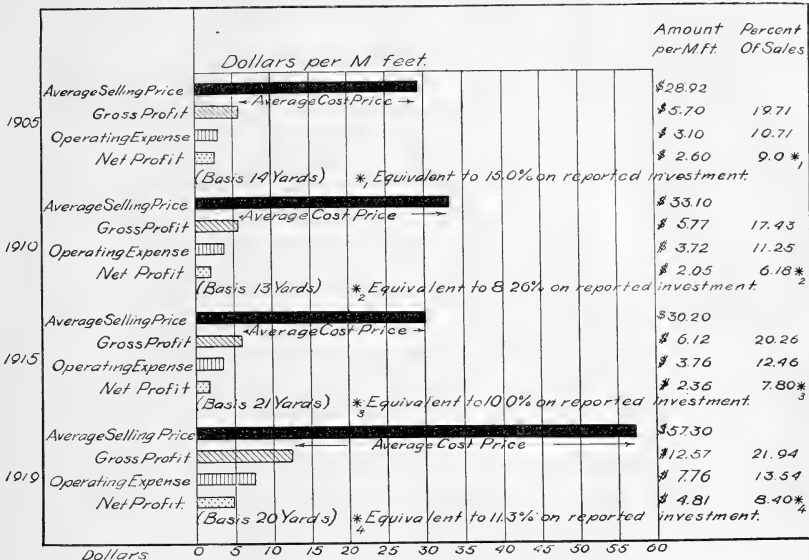 Amount Percent
per M.ft. Of Sales
Dollars per M feet.
Average Selling Price $28.92
Average Cost Price
1905
Gross Profit $5.70 19.71
Operating Expense $3.10 10.71
Net Profit $2.60 9.0 *1
(Basis 14 Yards) *1 Equivalent to 15.0% on reported investment.
Average Selling Price $33.10
Average Cost Price
1910
Gross Profit $5.77 17.43
Operating Expense $3.72 11.25
Net Profit $2.05 6.18 *2
(Basis 13 Yards) *2 Equivalent to 8.26% on reported investment.
Average Selling Price $30.20
Average Cost Price
1915
Gross Profit $6.12 20.26
Operating Expense $3.76 12.46
Net Profit $2.36 7.80 *3
(Basis 21 Yards) *3 Equivalent to 10.0% on reported investment.
Average Selling Price $57.30
Average Cost Price
1919
Gross Profit $12.57 21.94
Operating Expense $7.76 13.54
Net Profit. $4.81 8.40 *4
(Basis 20 Yards) *4 Equivalent to 11.3% on reported investment.
Dollars 0 5 10 15 20 25 30 35 40 45 50 55 60